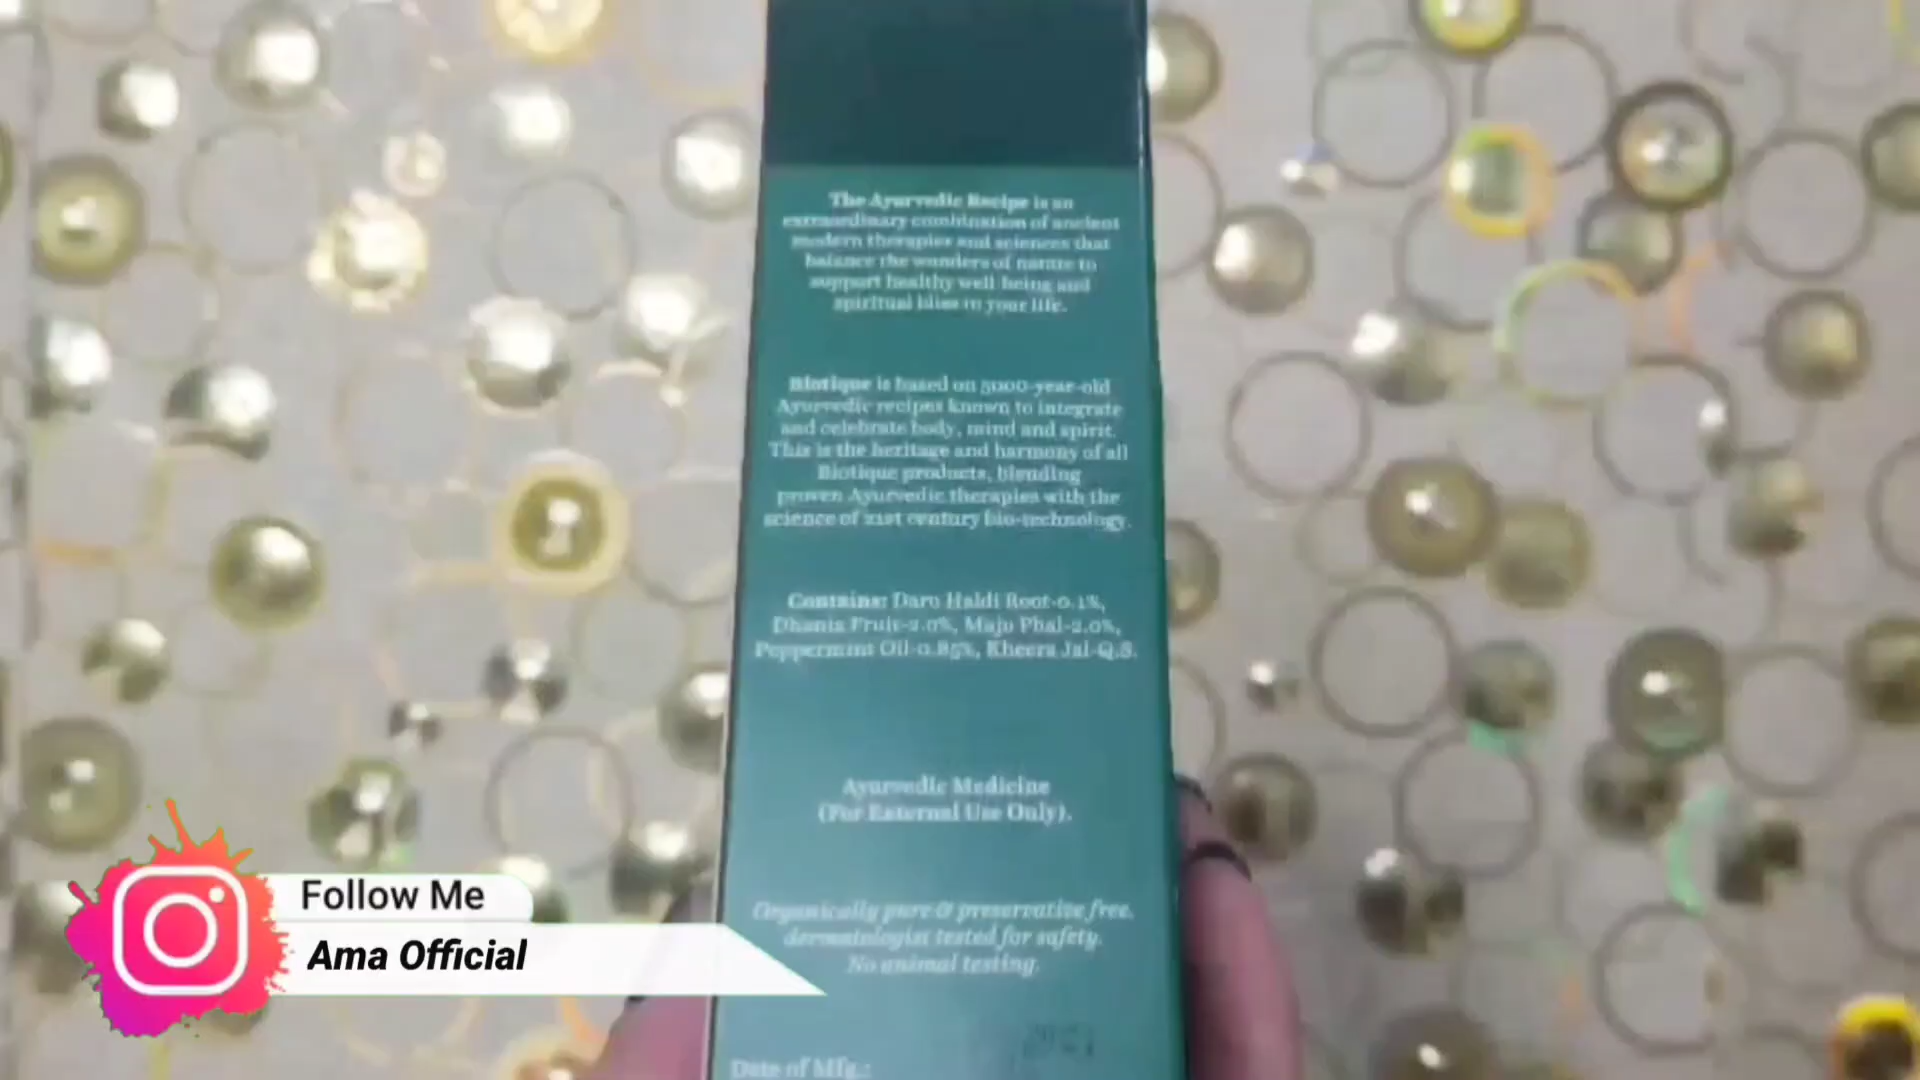 The Ayurvedic Recipe is an
extraordinary combination of ancient
modern therapies and sciences that
balance the wonders of nature to
support healthy well being and
spiritual bliss to your life.
Biotique is based on 5000-year-old
Ayurvedic recipes known to integrate
and celebrate body, mind and spirit.
This is the heritage and harmony of all
Biotique products, blending
proven Ayurvedic therapies with the
science of 21st century bio-technology.
Contains: Daru Haldi Root-0.1%,
Dhania Fruit-2.0%, Maju Phal-2.0%,
Peppermint Oil-0.85%, Kheera Jal-Q.S.
Ayurvedic Medicine
(For External Use Only).
Organically pure & preservative free,
dermatologist tested for safety.
No animal testing.
Date of Mfg.:
Follow Me
Ama Official